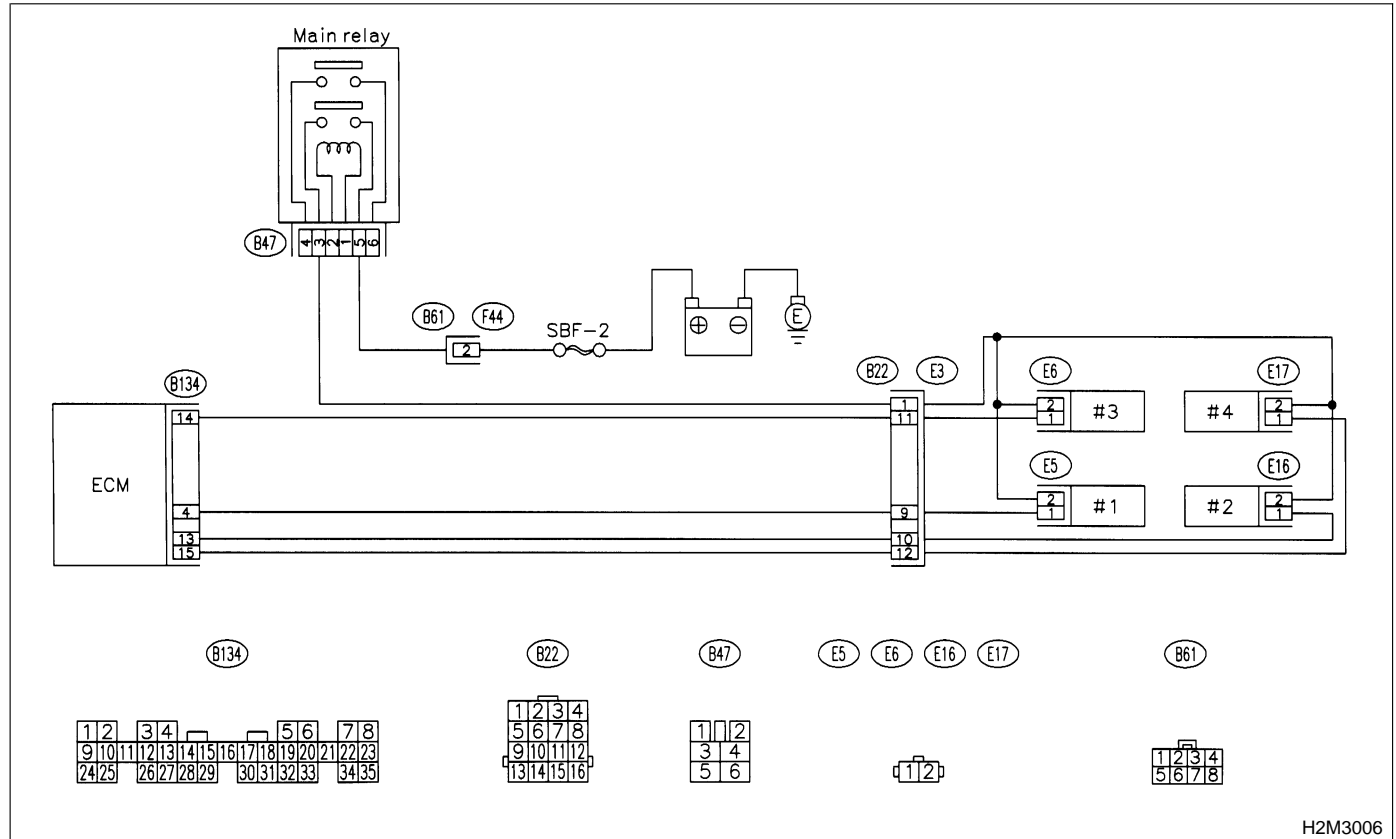 Main relay
B47
4 3 2 1 5 6
B61 F44
SBF-2
2
E
B134
B22 E3
E6
E17
14
1
11
2
1
#3
#4
2
1
ECM
E5
E16
4
9
2
1
#1
#2
2
1
13
15
10
12
B134
B22
B47
E5 E6 E16 E17
B61
1 2 3 4 5 6 7 8
9 10 11 12 13 14 15 16 17 18 19 20 21 22 23
24 25 26 27 28 29 30 31 32 33 34 35
1 2 3 4
5 6 7 8
9 10 11 12
13 14 15 16
1 2
3 4
5 6
1 2
1 2 3 4
5 6 7 8
H2M3006